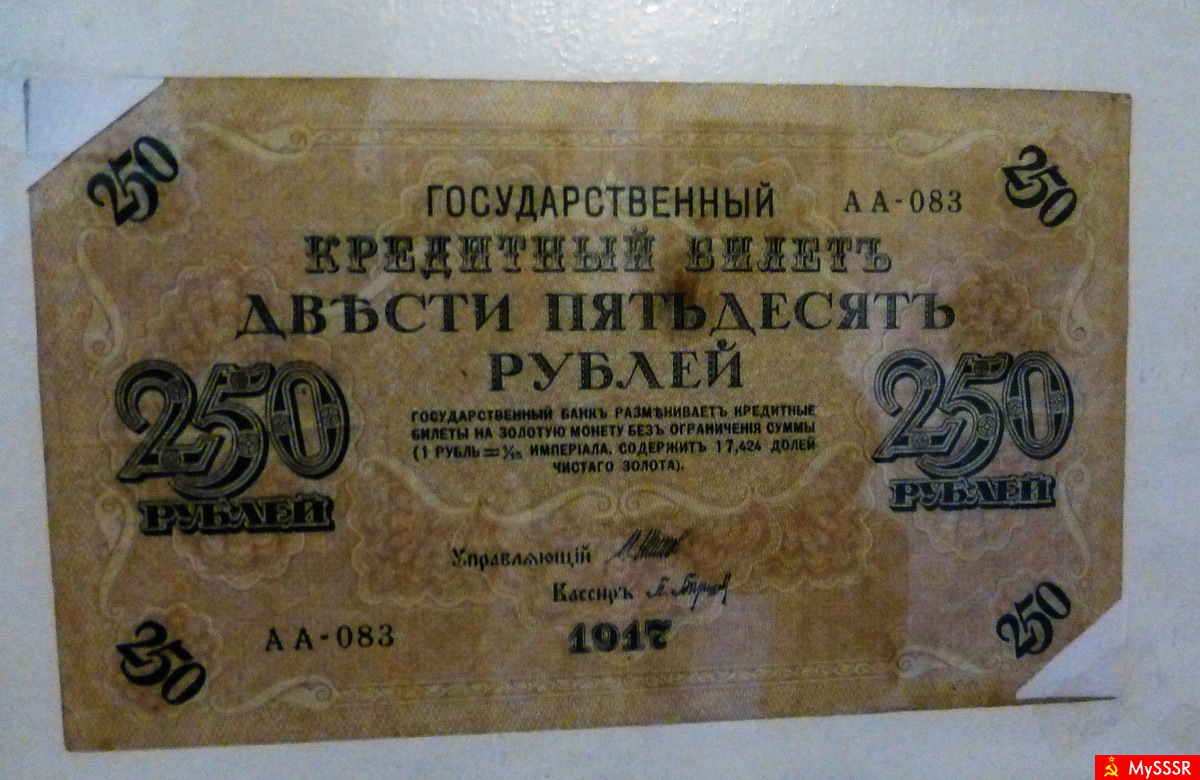 250
250
ГОСУДАРСТВЕННЫЙ
АА-083
КРЕДИТНЫЙ БИЛЕТЪ
ДВѢСТИ ПЯТЬДЕСЯТЪ
РУБЛЕЙ
250
РУБЛЕЙ
250
РУБЛЕЙ
ГОСУДАРСТВЕННЫЙ БАНКЪ РАЗМѢНИВАЕТЪ КРЕДИТНЫЕ
БИЛЕТЫ НА ЗОЛОТУЮ МОНЕТУ БЕЗЪ ОГРАНИЧЕНІЯ СУММЫ
(1 РУБЛЬ = 1/15 ИМПЕРІАЛА, СОДЕРЖИТЪ 17,424 ДОЛЕЙ
ЧИСТАГО ЗОЛОТА).
Управляющій
Кассиръ
АА-083
1917
250
250
MySSSR